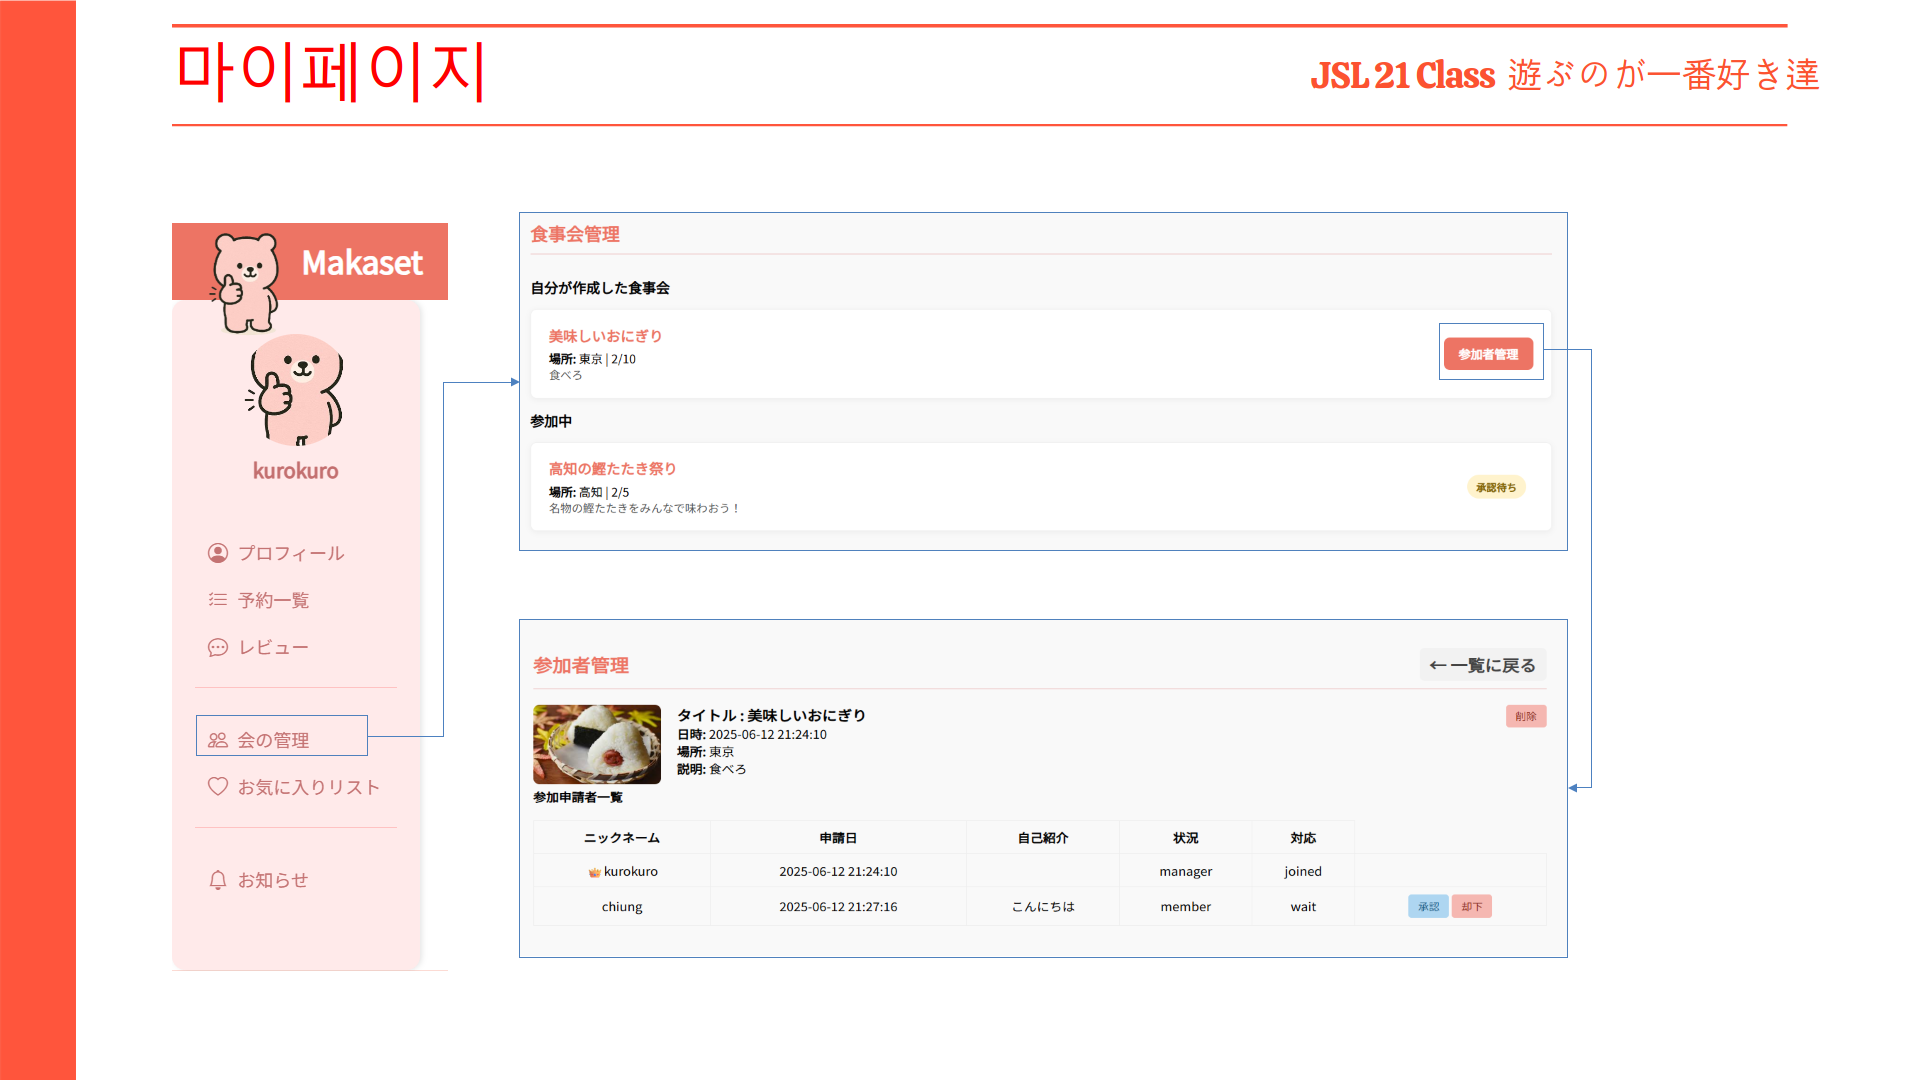 마이페이지
JSL 21 Class 遊ぶのが一番好き達
Makaset
kurokuro
プロフィール
予約一覧
レビュー
会の管理
お気に入りリスト
お知らせ
食事会管理
自分が作成した食事会
美味しいおにぎり
場所: 東京 | 2/10
食べろ
参加者管理
参加中
高知の鰹たたき祭り
場所: 高知 | 2/5
名物の鰹たたきをみんなで味わおう！
承認待ち
参加者管理
← 一覧に戻る
タイトル : 美味しいおにぎり
日時: 2025-06-12 21:24:10
場所: 東京
説明: 食べろ
削除
参加申請者一覧
ニックネーム 申請日 自己紹介 状況 対応
kurokuro 2025-06-12 21:24:10 manager joined
chiung 2025-06-12 21:27:16 こんにちは member wait 承認 却下